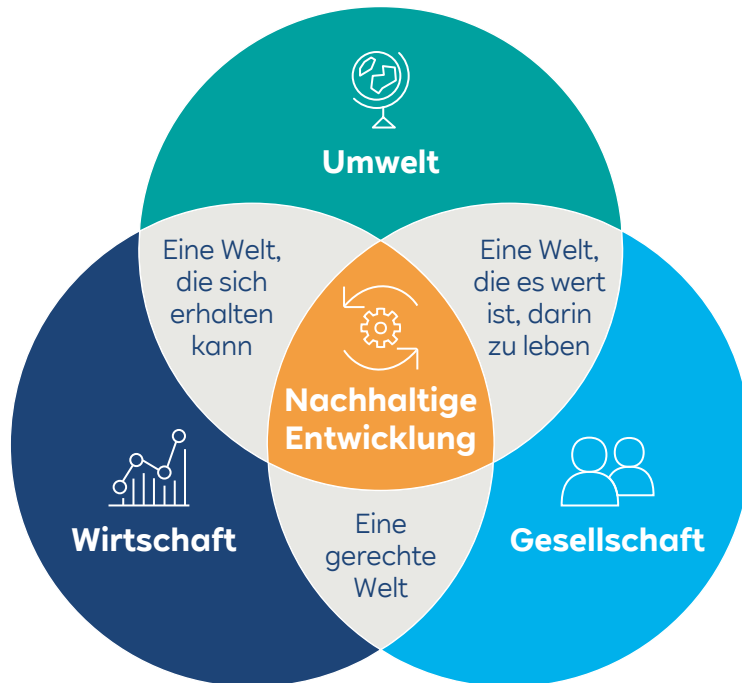 Umwelt
Eine Welt,
die sich
erhalten
kann
Eine Welt,
die es wert
ist, darin
zu leben
Nachhaltige
Entwicklung
Wirtschaft
Gesellschaft
Eine
gerechte
Welt